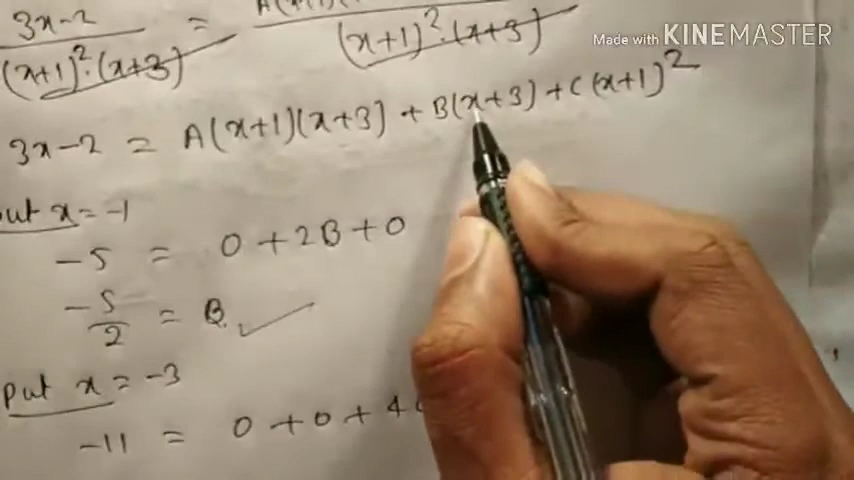 3x-2 =
(x+1)²·(x+3) (x+1)²·(x+3)
Made with KINEMASTER
3x-2 = A(x+1)(x+3) + B(x+3) + C(x+1)²
put x = -1
-5 = 0 + 2B + 0
-5/2 = B
Put x = -3
-11 = 0 + 0 + 4